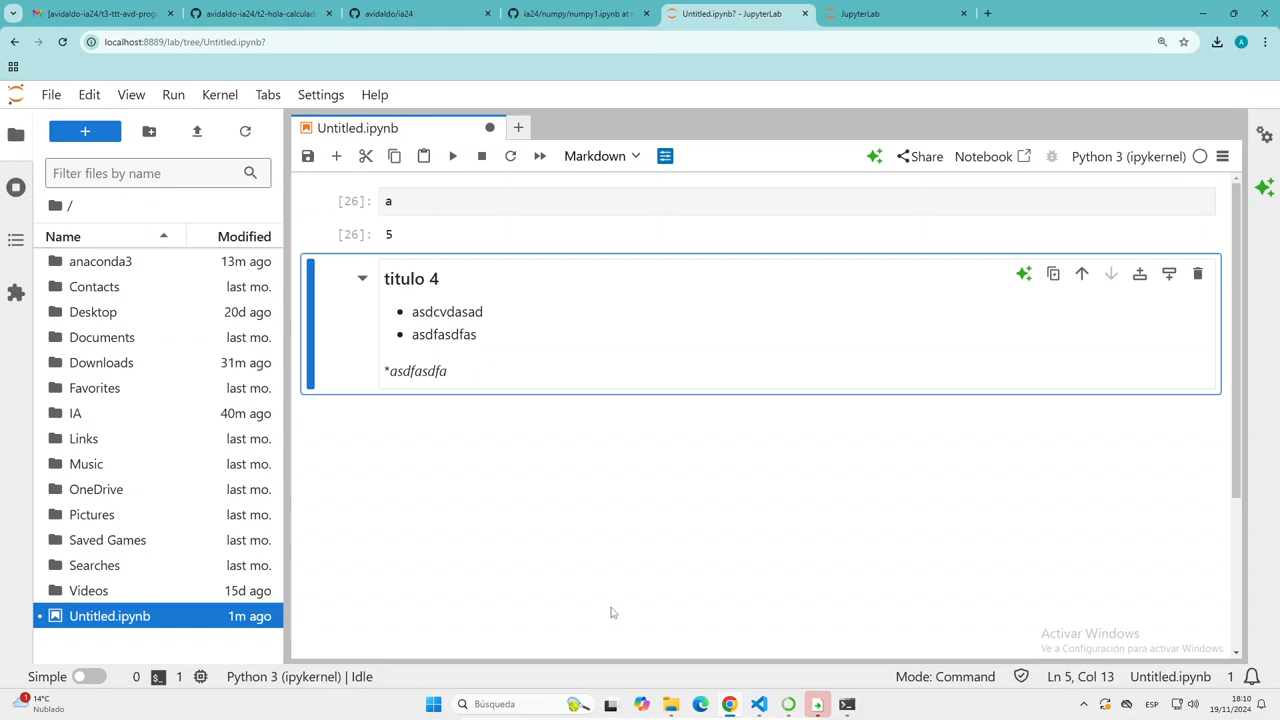 [avidaldo-ia24/t3-ttt-avd-prog
avidaldo-ia24/t2-hola-calculad
avidaldo/ia24
ia24/numpy/numpy1.ipynb at m
Untitled.ipynb? - JupyterLab
JupyterLab
localhost:8889/lab/tree/Untitled.ipynb?
A
File Edit View Run Kernel Tabs Settings Help
Untitled.ipynb
Markdown
Share
Notebook
Python 3 (ipykernel)
Filter files by name
/
Name Modified
anaconda3 13m ago
Contacts last mo.
Desktop 20d ago
Documents last mo.
Downloads 31m ago
Favorites last mo.
IA 40m ago
Links last mo.
Music last mo.
OneDrive last mo.
Pictures last mo.
Saved Games last mo.
Searches last mo.
Videos 15d ago
Untitled.ipynb 1m ago
[26]: a
[26]: 5
titulo 4
• asdcvdasad
• asdfasdfas
*asdfasdfa
Activar Windows
Ve a Configuración para activar Windows.
Simple 0 $_ 1 Python 3 (ipykernel) | Idle Mode: Command Ln 5, Col 13 Untitled.ipynb 1
1
14°C
Nublado
Búsqueda
ESP
18:10
19/11/2024